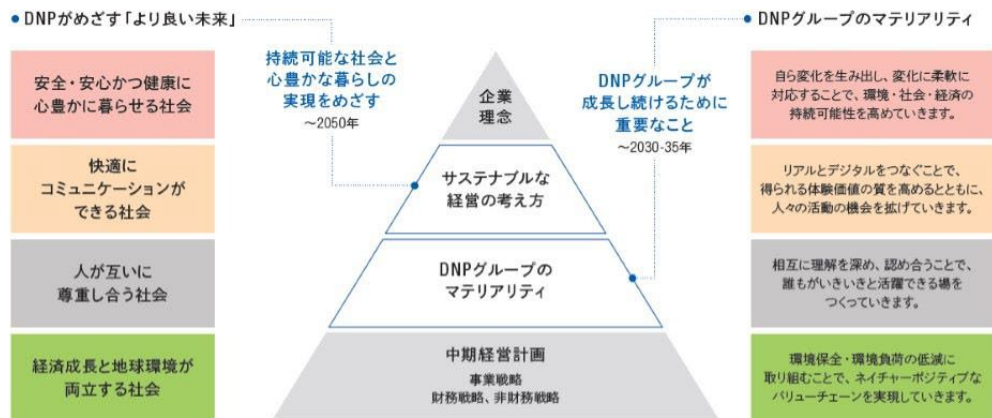 DNPがめざす「より良い未来」
安全・安心かつ健康に
心豊かに暮らせる社会
快適に
コミュニケーションが
できる社会
人が互いに
尊重し合う社会
経済成長と地球環境が
両立する社会
持続可能な社会と
心豊かな暮らしの
実現をめざす
～2050年
企業
理念
サステナブルな
経営の考え方
DNPグループの
マテリアリティ
中期経営計画
事業戦略
財務戦略、非財務戦略
DNPグループが
成長し続けるために
重要なこと
～2030-35年
DNPグループのマテリアリティ
自ら変化を生み出し、変化に柔軟に
対応することで、環境・社会・経済の
持続可能性を高めていきます。
リアルとデジタルをつなぐことで、
得られる体験価値の質を高めるとともに、
人々の活動の機会を拡げていきます。
相互に理解を深め、認め合うことで、
誰もがいきいきと活躍できる場を
つくっていきます。
環境保全・環境負荷の低減に
取り組むことで、ネイチャーポジティブな
バリューチェーンを実現していきます。